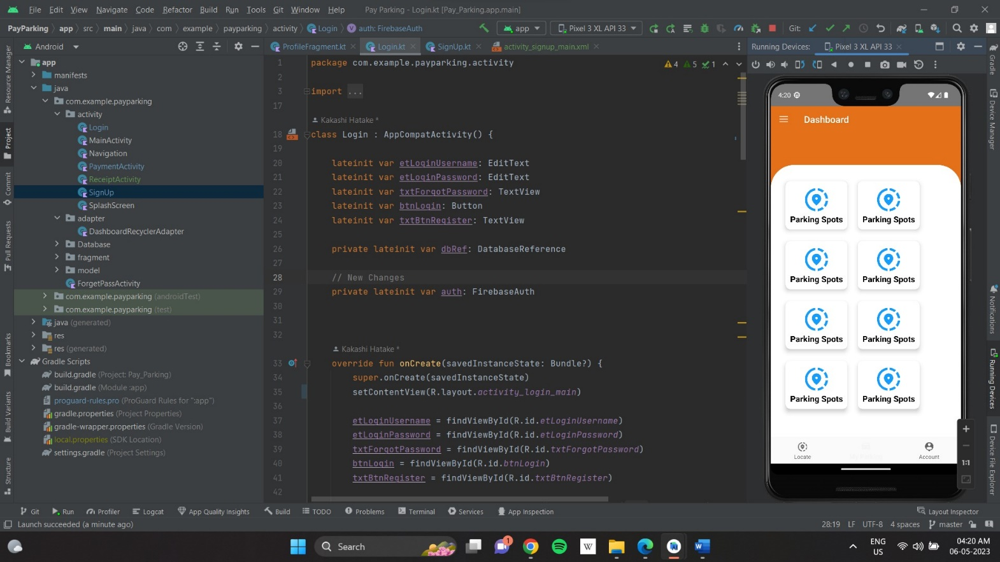 File Edit View Navigate Code Refactor Build Run Tools Git Window Help Pay Parking - Login.kt [Pay_Parking.app.main]
PayParking app src main java com example payparking activity Login auth: FirebaseAuth app Pixel 3 XL API 33 Git:
Android ProfileFragment.kt Login.kt SignUp.kt activity_signup_main.xml Running Devices: Pixel 3 XL API 33
Resource Manager
Project
Commit
Pull Requests
Bookmarks
Build Variants
Structure
app
manifests
java
com.example.payparking
activity
Login
MainActivity
Navigation
PaymentActivity
ReceiptActivity
SignUp
SplashScreen
adapter
DashboardRecyclerAdapter
Database
fragment
model
ForgetPassActivity
com.example.payparking (androidTest)
com.example.payparking (test)
java (generated)
res
res (generated)
Gradle Scripts
build.gradle (Project: Pay_Parking)
build.gradle (Module :app)
proguard-rules.pro (ProGuard Rules for ":app")
gradle.properties (Project Properties)
gradle-wrapper.properties (Gradle Version)
local.properties (SDK Location)
settings.gradle (Project Settings)
4 5 1
1 package com.example.payparking.activity
2
3 import ...
17
Kakashi Hatake *
18 class Login : AppCompatActivity() {
19
20 lateinit var etLoginUsername: EditText
21 lateinit var etLoginPassword: EditText
22 lateinit var txtForgotPassword: TextView
23 lateinit var btnLogin: Button
24 lateinit var txtBtnRegister: TextView
25
26 private lateinit var dbRef: DatabaseReference
27
28 // New Changes
29 private lateinit var auth: FirebaseAuth
30
31
32
Kakashi Hatake *
33 override fun onCreate(savedInstanceState: Bundle?) {
34 super.onCreate(savedInstanceState)
35 setContentView(R.layout.activity_login_main)
36
37 etLoginUsername = findViewById(R.id.etLoginUsername)
38 etLoginPassword = findViewById(R.id.etLoginPassword)
39 txtForgotPassword = findViewById(R.id.txtForgotPassword)
40 btnLogin = findViewById(R.id.btnLogin)
41 txtBtnRegister = findViewById(R.id.txtBtnRegister)
42
4:20
Dashboard
Parking Spots Parking Spots
Parking Spots Parking Spots
Parking Spots Parking Spots
Parking Spots Parking Spots
Locate Account
1:1
Gradle
Device Manager
Notifications
Running Devices
Device File Explorer
Git Run Profiler Logcat App Quality Insights Build TODO Problems Terminal Services App Inspection Layout Inspector
Launch succeeded (a minute ago) 28:19 LF UTF-8 4 spaces master
Search 1 W ENG 04:20 AM
US 06-05-2023